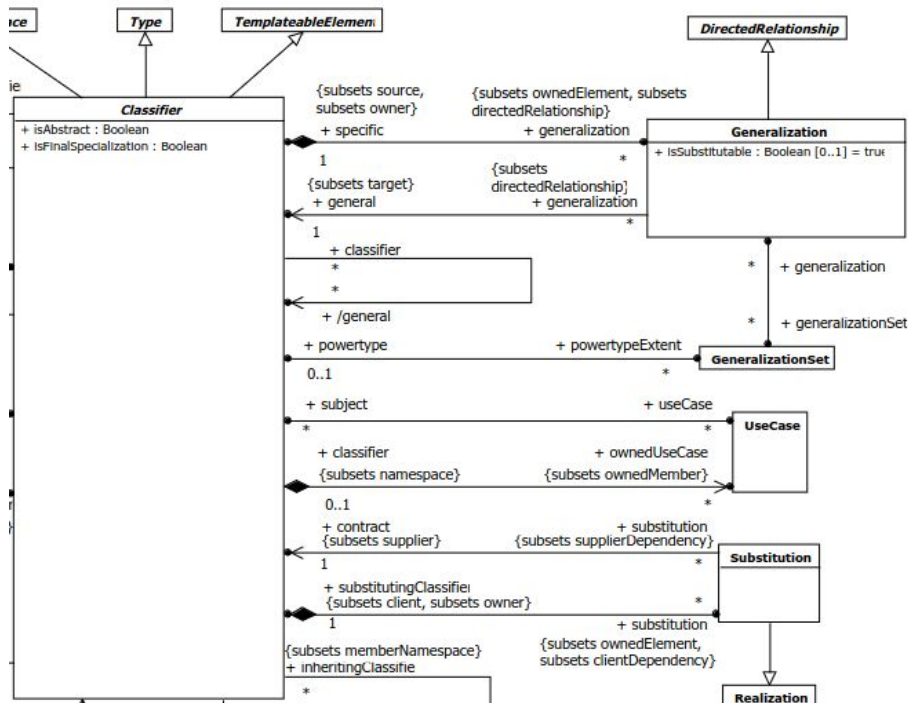 ace
Type
TemplateableElement
DirectedRelationship
ie
Classifier
+ isAbstract : Boolean
+ isFinalSpecialization : Boolean
{subsets source,
subsets owner}
+ specific
1
{subsets ownedElement, subsets
directedRelationship}
+ generalization
*
Generalization
+ isSubstitutable : Boolean [0..1] = true
{subsets target}
+ general
1
{subsets
directedRelationship}
+ generalization
*
+ classifier
*
*
+ /general
* + generalization
* + generalizationSet
GeneralizationSet
+ powertype
0..1
+ powertypeExtent
*
+ subject
*
+ useCase
*
UseCase
+ classifier
{subsets namespace}
0..1
+ ownedUseCase
{subsets ownedMember}
*
+ contract
{subsets supplier}
1
+ substitution
{subsets supplierDependency}
*
Substitution
+ substitutingClassifier
{subsets client, subsets owner}
1
*
+ substitution
{subsets ownedElement,
subsets clientDependency}
{subsets memberNamespace}
+ inheritingClassifie
*
Realization